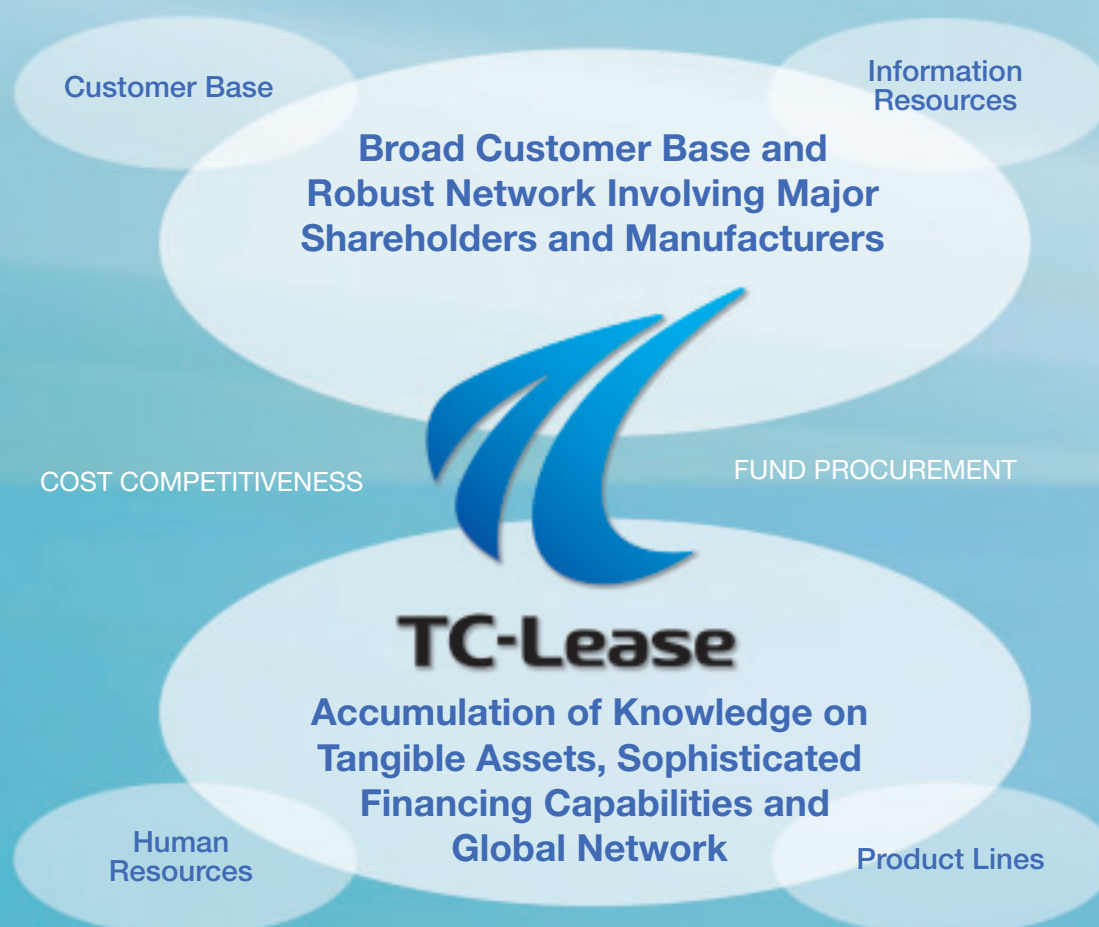 Customer Base
Information
Resources
Broad Customer Base and
Robust Network Involving Major
Shareholders and Manufacturers
COST COMPETITIVENESS
FUND PROCUREMENT
TC-Lease
Accumulation of Knowledge on
Tangible Assets, Sophisticated
Financing Capabilities and
Global Network
Human
Resources
Product Lines